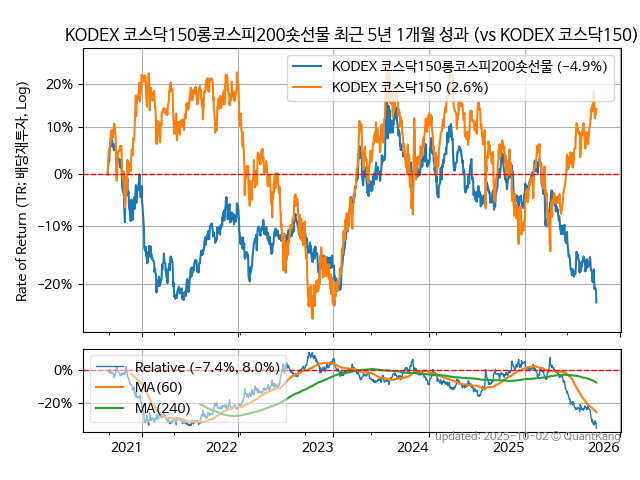 KODEX 코스닥150롱코스피200숏선물 최근 5년 1개월 성과 (vs KODEX 코스닥150)
Rate of Return (TR: 배당재투자, Log)
20%
10%
0%
−10%
−20%
KODEX 코스닥150롱코스피200숏선물 (−4.9%)
KODEX 코스닥150 (2.6%)
0%
−20%
Relative (−7.4%, 8.0%)
MA(60)
MA(240)
2021 2022 2023 2024 2025 2026
updated: 2025-10-02 © QuantKang